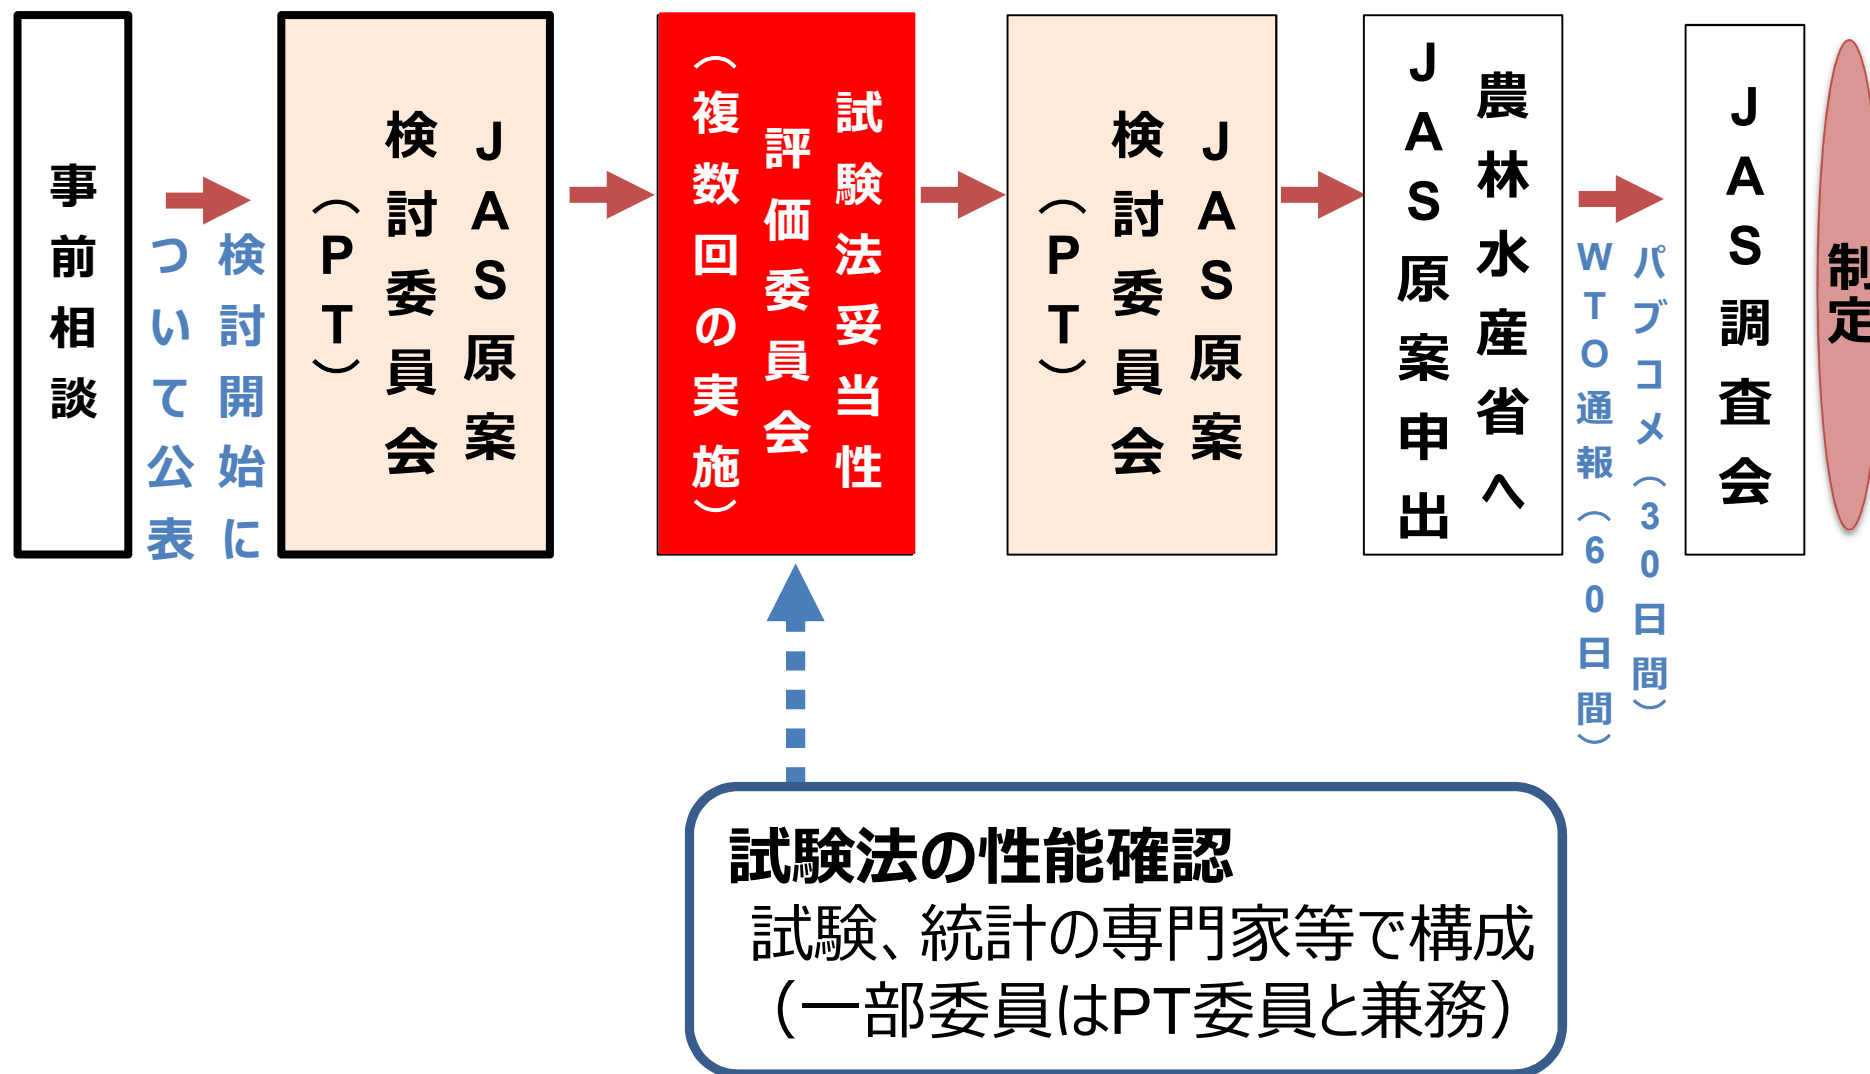 事前相談
検討開始に
ついて公表
JAS原案
検討委員会
（PT）
試験法妥当性
評価委員会
（複数回の実施）
JAS原案
検討委員会
（PT）
農林水産省へ
JAS原案申出
パブコメ（30日間）
WTO通報（60日間）
JAS調査会
制定
試験法の性能確認
試験、統計の専門家等で構成
（一部委員はPT委員と兼務）